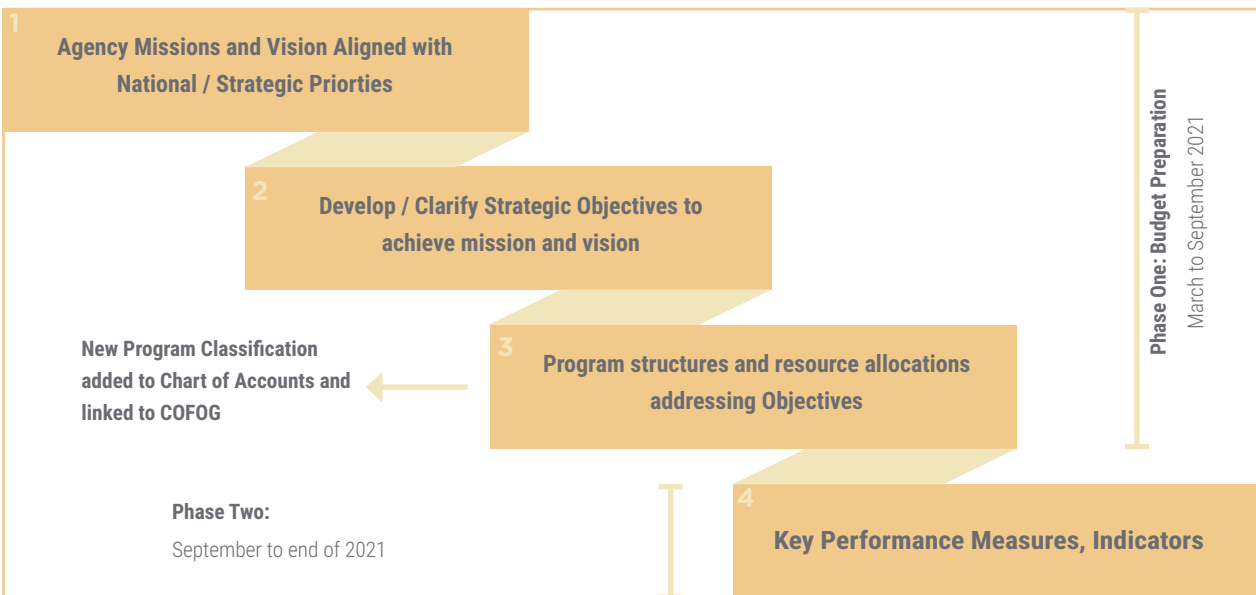 1
Agency Missions and Vision Aligned with
National / Strategic Priorties
2
Develop / Clarify Strategic Objectives to
achieve mission and vision
3
Program structures and resource allocations
addressing Objectives
New Program Classification
added to Chart of Accounts and
linked to COFOG
Phase One: Budget Preparation
March to September 2021
Phase Two:
September to end of 2021
4
Key Performance Measures, Indicators